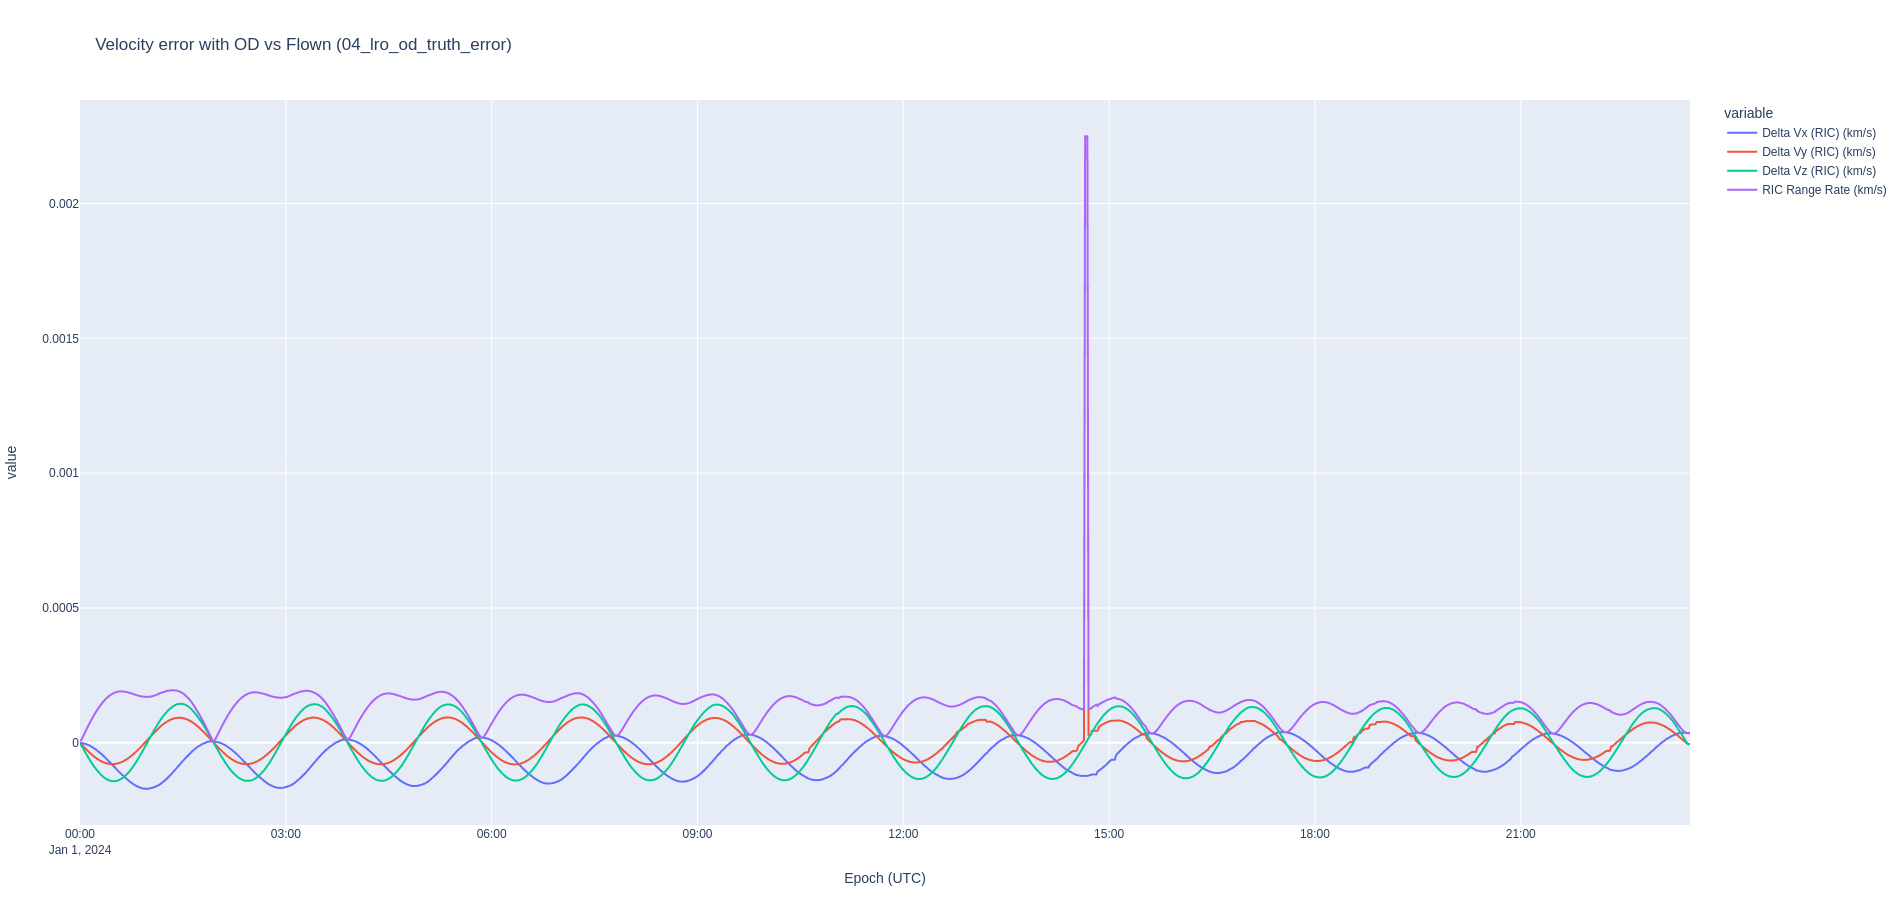 Velocity error with OD vs Flown (04_lro_od_truth_error)
variable
Delta Vx (RIC) (km/s)
Delta Vy (RIC) (km/s)
Delta Vz (RIC) (km/s)
RIC Range Rate (km/s)
value
0.002
0.0015
0.001
0.0005
0
00:00 03:00 06:00 09:00 12:00 15:00 18:00 21:00
Jan 1, 2024
Epoch (UTC)